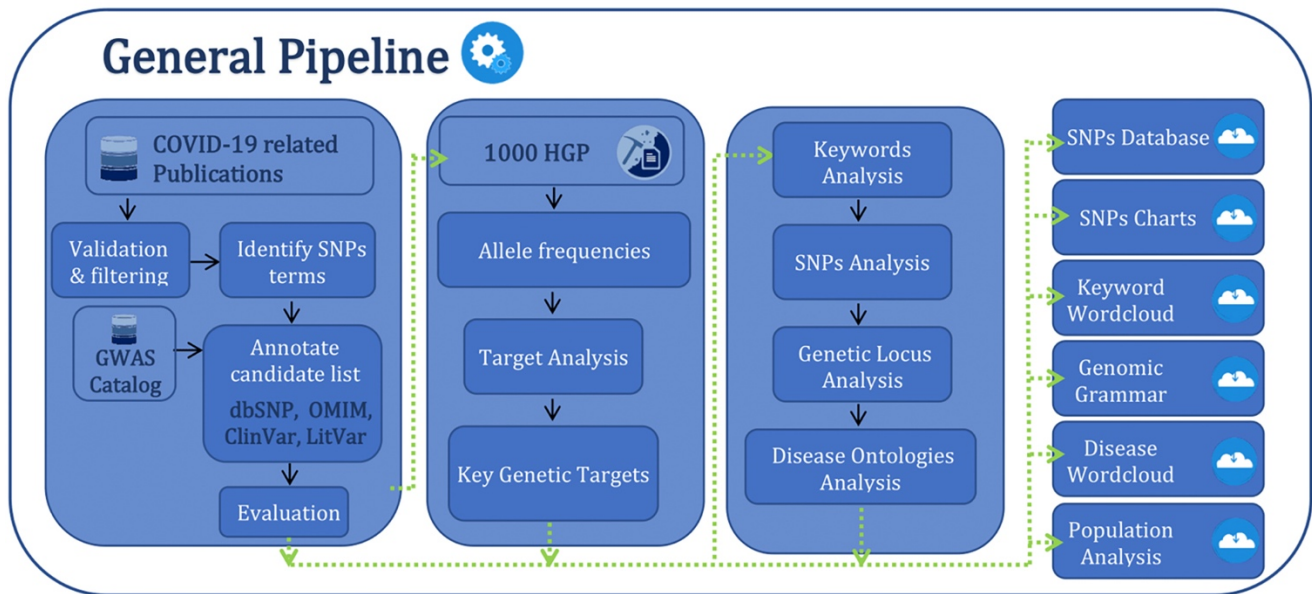 General Pipeline
COVID-19 related
Publications
Validation
& filtering
Identify SNPs
terms
GWAS
Catalog
Annotate
candidate list
dbSNP, OMIM,
ClinVar, LitVar
Evaluation
1000 HGP
Allele frequencies
Target Analysis
Key Genetic Targets
Keywords
Analysis
SNPs Analysis
Genetic Locus
Analysis
Disease Ontologies
Analysis
SNPs Database
SNPs Charts
Keyword
Wordcloud
Genomic
Grammar
Disease
Wordcloud
Population
Analysis